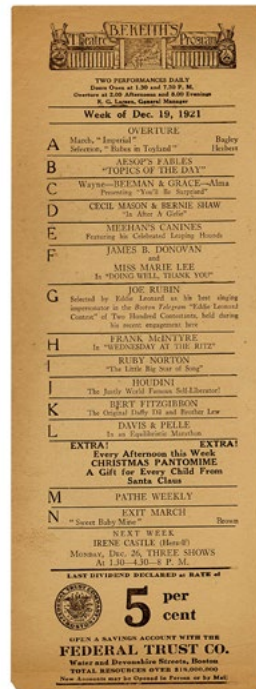 B.F. KEITH'S
Theatre Program
TWO PERFORMANCES DAILY
Doors Open at 1.30 and 7.30 P. M.
Overture at 2.00 Afternoons and 8.00 Evenings
R. G. Larsen, General Manager
Week of Dec. 19, 1921
A OVERTURE
March, "Imperial" Bagley
Selection, "Babes in Toyland" Herbert
B AESOP'S FABLES
"TOPICS OF THE DAY"
C Wayne—BEEMAN & GRACE—Alma
Presenting "You'll Be Surprised"
D CECIL MASON & BERNIE SHAW
"In After A Girlie"
E MEEHAN'S CANINES
Featuring his Celebrated Leaping Hounds
F JAMES B. DONOVAN
and
MISS MARIE LEE
In "DOING WELL, THANK YOU"
G JOE RUBIN
Selected by Eddie Leonard as his best singing
impersonator in the Boston Telegram "Eddie Leonard
Contest" of Two Hundred Contestants, held during
his recent engagement here
H FRANK McINTYRE
In "WEDNESDAY AT THE RITZ"
I RUBY NORTON
"The Little Big Star of Song"
J HOUDINI
The Justly World Famous Self-Liberator!
K BERT FITZGIBBON
The Original Daffy Dil and Brother Lew
L DAVIS & PELLE
In an Equilibristic Marathon
EXTRA! EXTRA!
Every Afternoon this Week
CHRISTMAS PANTOMIME
A Gift for Every Child From
Santa Claus
M PATHE WEEKLY
N EXIT MARCH
"Sweet Baby Mine" Brown
NEXT WEEK
IRENE CASTLE (Herself)
MONDAY, DEC. 26, THREE SHOWS
At 1.30—4.30—8 P. M.
LAST DIVIDEND DECLARED at RATE of
5 per
cent
OPEN A SAVINGS ACCOUNT WITH THE
FEDERAL TRUST CO.
Water and Devonshire Streets, Boston
TOTAL RESOURCES OVER $19,000,000
New Accounts may be Opened in Person or by Mail